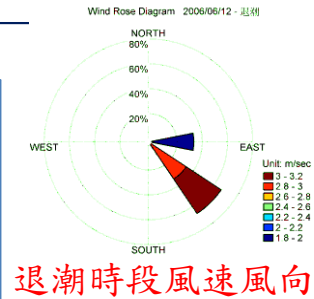 Wind Rose Diagram 2006/06/12 - 退潮
NORTH
80%
60%
40%
20%
WEST
EAST
SOUTH
Unit: m/sec
3 - 3.2
2.8 - 3
2.6 - 2.8
2.4 - 2.6
2.2 - 2.4
2 - 2.2
1.8 - 2
退潮時段風速風向